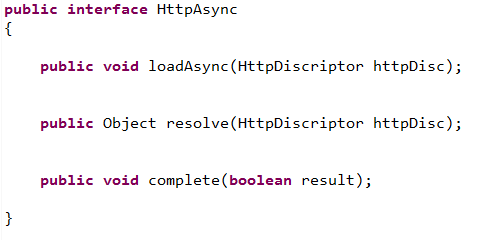 public interface HttpAsync
{
public void loadAsync(HttpDiscriptor httpDisc);
public Object resolve(HttpDiscriptor httpDisc);
public void complete(boolean result);
}